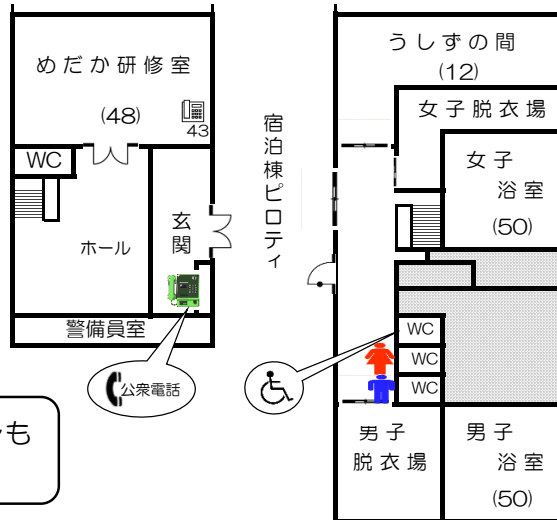 めだか研修室
(48)
43
WC
ホール
玄関
警備員室
公衆電話
宿泊棟ピロティ
うしずの間
(12)
女子脱衣場
女子
浴室
(50)
WC
WC
WC
男子
脱衣場
男子
浴室
(50)
も